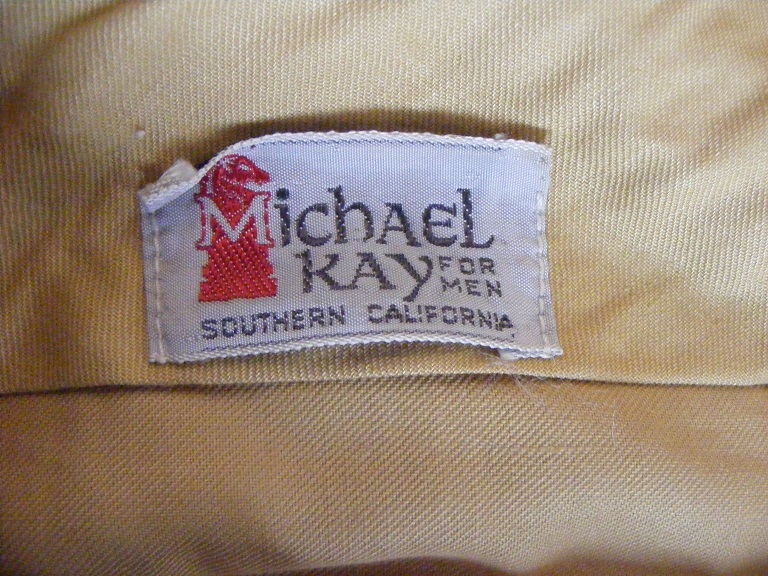 Michael
Kay FOR
MEN
SOUTHERN CALIFORNIA